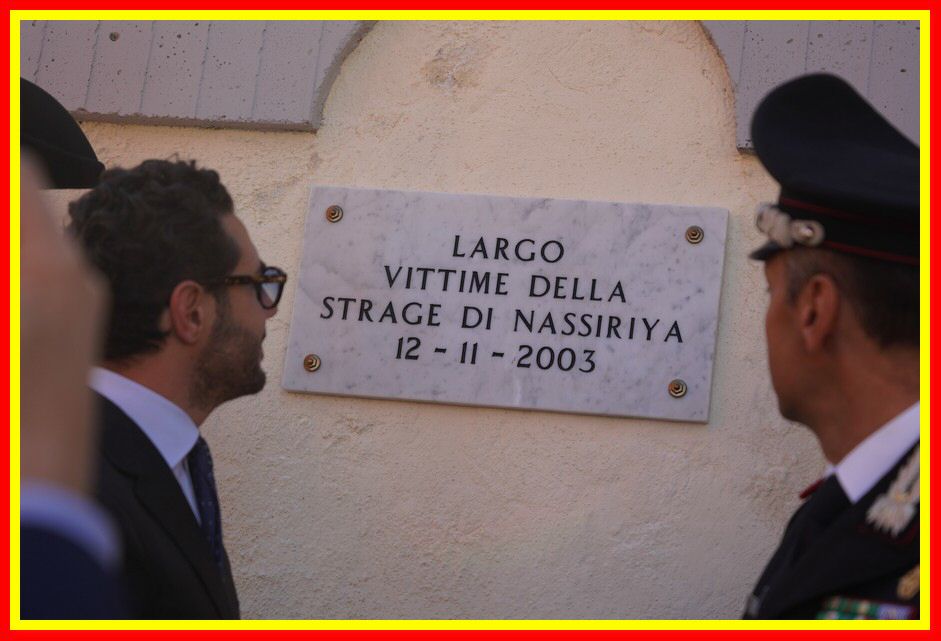 LARGO
VITTIME DELLA
STRAGE DI NASSIRIYA
12 - 11 - 2003